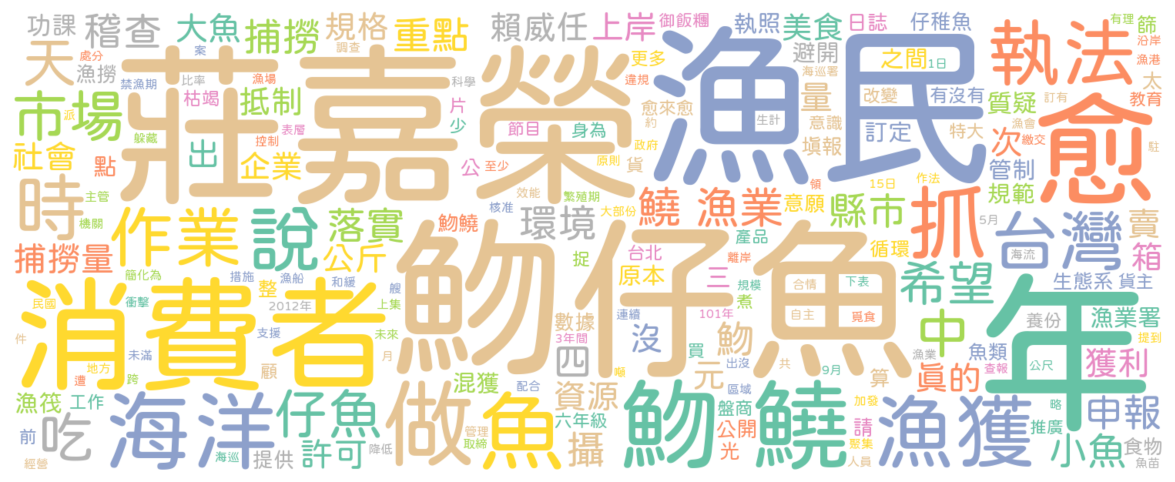 功課 稽查 大魚 捕撈 規格 重點 賴威任 上岸 御飯糰 執照 美食 日誌 仔稚魚 有理 篩
天 處分 漁撈 案 調查 更多 避開 之間 1日 執法 沿岸 漁港
禁漁期 比率 枯竭 漁場 科學 違規 海巡署 量 改變 有沒有 質疑 訂有 太 教育
市場 莊嘉榮 漁民 愈
派 躲藏 抵制 表層 控制 片 少 節目 身為 愈來愈 約 生計 意識 訂定 特大 漁會 繳交
社會 點 出 企業 公 至少 原則 貨 政府 填報 次 管制 駐
時 主管 機關 效能 繁殖期 核准 大部份 領 15日 作法 規範
作業 說 落實 魩鱙 環境 鱙 漁業 意願 縣市 抓 5月 台灣 賣
捕撈量 公斤 捉 台北 離岸 產品 循環 海流 箱
簡化為 措施 漁船 和緩 艘 整 原本 三 規模 煮 合情 下表 希望 生態系 貨主
消費者 魩仔魚 年
民國 衝擊 2012年 上集 數據 連續 101年 自主 覓食 中 養份 漁業署
件 支援 未來 3年間 沒 買 魩 漁業 提到
地方 遭 未滿 跨 顧 月 混獲 四 噸 出沒 共 魚類 查報 公尺 獲利
漁筏 工作 仔魚 配合 資源 區域 元 9月 算 真的 略
前 吃 海洋 做 魚 六年級 魩鱙 盤商 公開 加發 請 漁獲 推廣 申報
經營 海巡 提供 許可 降低 管理 取締 攝 光 聚集 人員 小魚 食物 魚苗